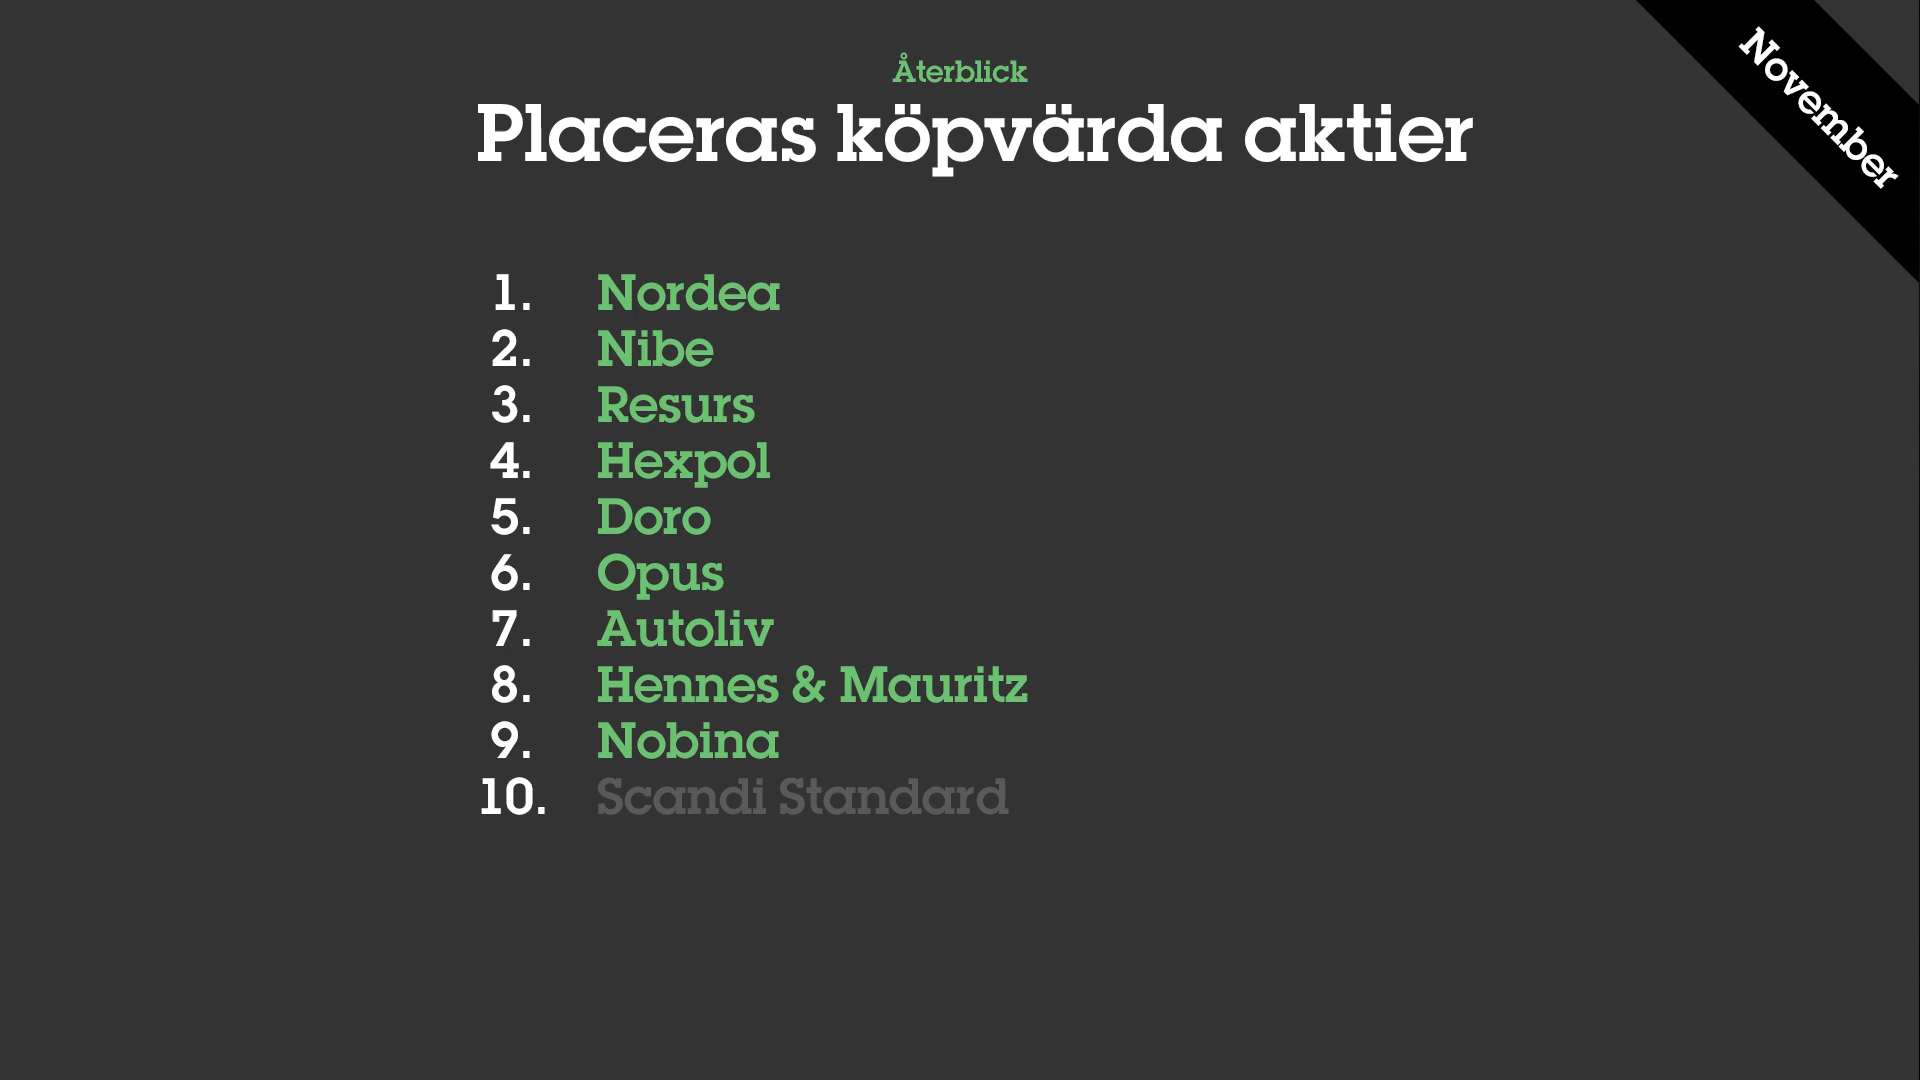 Återblick
Placeras köpvärda aktier
November
1. Nordea
2. Nibe
3. Resurs
4. Hexpol
5. Doro
6. Opus
7. Autoliv
8. Hennes & Mauritz
9. Nobina
10. Scandi Standard